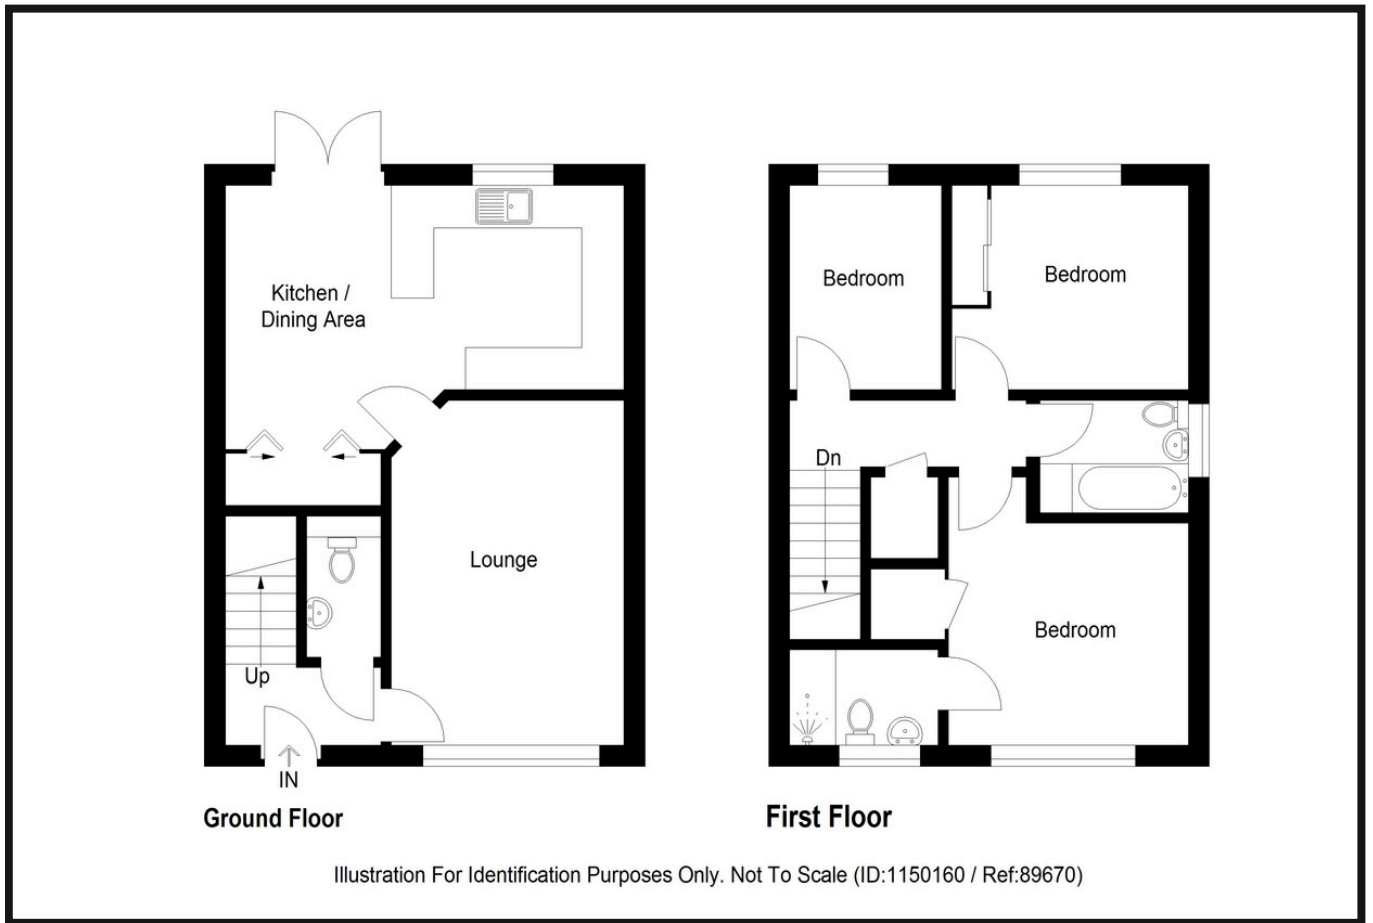 Kitchen /
Dining Area
Lounge
Up
IN
Ground Floor
Bedroom
Bedroom
Dn
Bedroom
First Floor
Illustration For Identification Purposes Only. Not To Scale (ID:1150160 / Ref:89670)